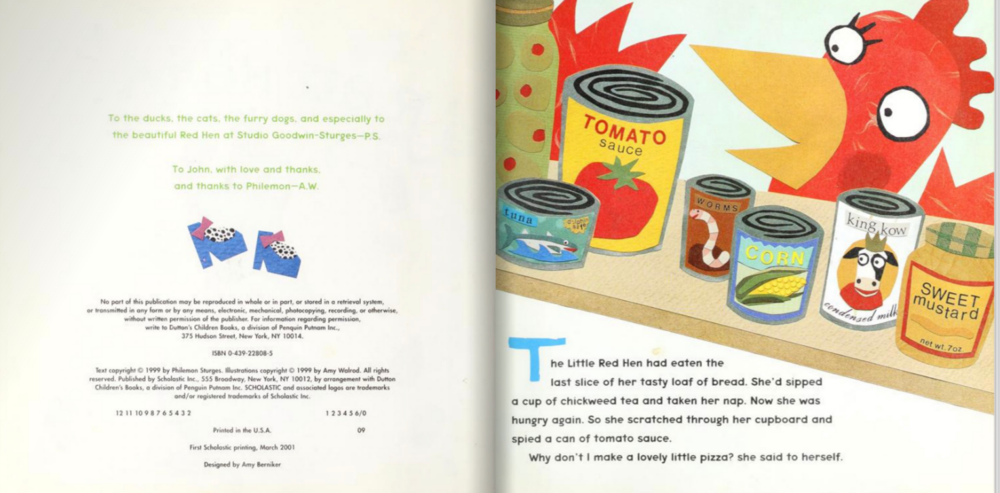 To the ducks, the cats, the furry dogs, and especially to
the beautiful Red Hen at Studio Goodwin-Sturges—P.S.
To John, with love and thanks,
and thanks to Philemon—A.W.
No part of this publication may be reproduced in whole or in part, or stored in a retrieval system,
or transmitted in any form or by any means, electronic, mechanical, photocopying, recording, or otherwise,
without written permission of the publisher. For information regarding permission,
write to Dutton's Children Books, a division of Penquin Putnam Inc.,
375 Hudson Street, New York, NY 10014.
ISBN 0-439-22808-5
Text copyright © 1999 by Philemon Sturges. Illustrations copyright © 1999 by Amy Walrod. All rights
reserved. Published by Scholastic Inc., 555 Broadway, New York, NY 10012, by arrangement with Dutton
Children's Books, a division of Penguin Putnam Inc. SCHOLASTIC and associated logos are trademarks
and/or registered trademarks of Scholastic Inc.
12 11 10 9 8 7 6 5 4 3 2 1 2 3 4 5 6/0
Printed in the U.S.A. 09
First Scholastic printing, March 2001
Designed by Amy Berniker
TOMATO
sauce
tuna
dolphin
safe
WORMS
CORN
king kow
condensed milk
SWEET
mustard
net wt. 7oz.
The Little Red Hen had eaten the
last slice of her tasty loaf of bread. She'd sipped
a cup of chickweed tea and taken her nap. Now she was
hungry again. So she scratched through her cupboard and
spied a can of tomato sauce.
Why don't I make a lovely little pizza? she said to herself.